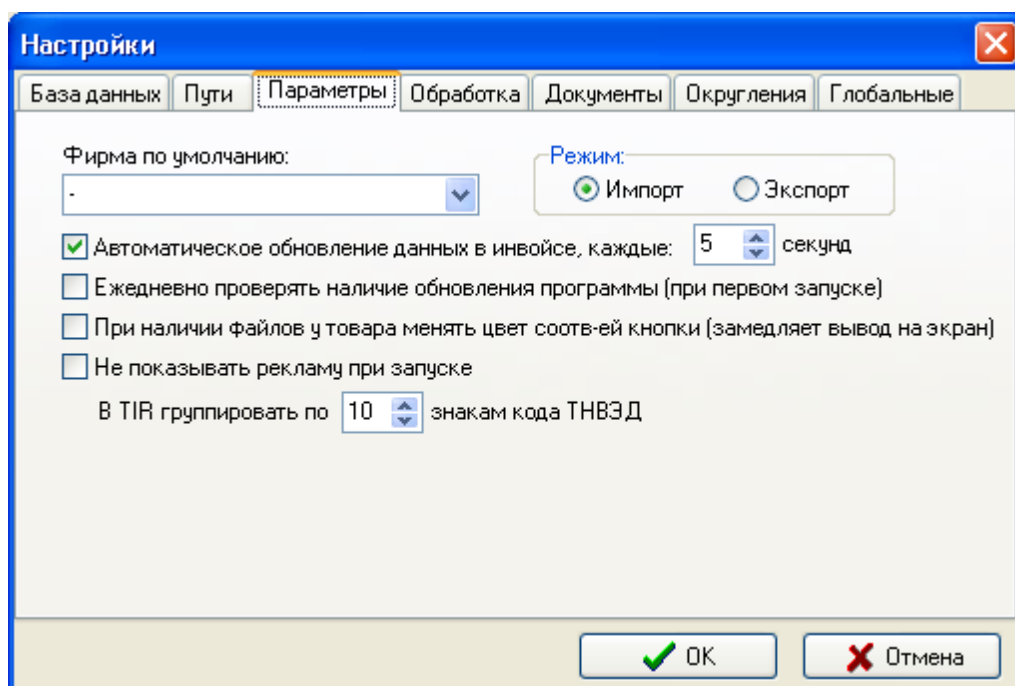 Настройки
База данных Пути Параметры Обработка Документы Округления Глобальные
Фирма по умолчанию:
-
Режим:
Импорт Экспорт
Автоматическое обновление данных в инвойсе, каждые: 5 секунд
Ежедневно проверять наличие обновления программы (при первом запуске)
При наличии файлов у товара менять цвет соотв-ей кнопки (замедляет вывод на экран)
Не показывать рекламу при запуске
В TIR группировать по 10 знакам кода ТНВЭД
OK Отмена